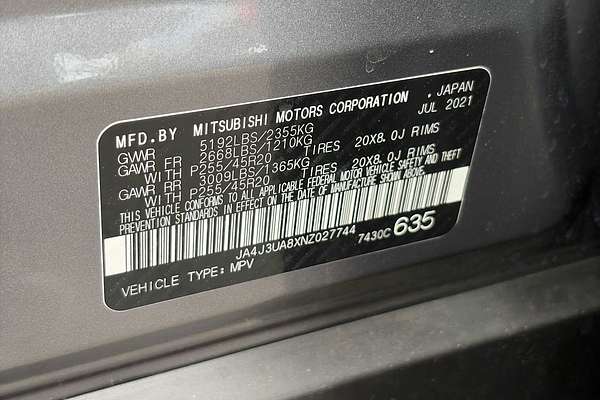 MFD.BY MITSUBISHI MOTORS CORPORATION , JAPAN
GVWR 5192LBS/2355KG JUL 2021
GAWR FR 2668LBS/1210KG
WITH P255/45R20 TIRES 20X8.0J RIMS
GAWR RR 3009LBS/1365KG
WITH P255/45R20 TIRES 20X8.0J RIMS
THIS VEHICLE CONFORMS TO ALL APPLICABLE FEDERAL MOTOR VEHICLE SAFETY AND THEFT
PREVENTION STANDARDS IN EFFECT ON THE DATE OF MANUFACTURE SHOWN ABOVE.
JA4J3UA8XNZ027744 7430C 635
VEHICLE TYPE: MPV